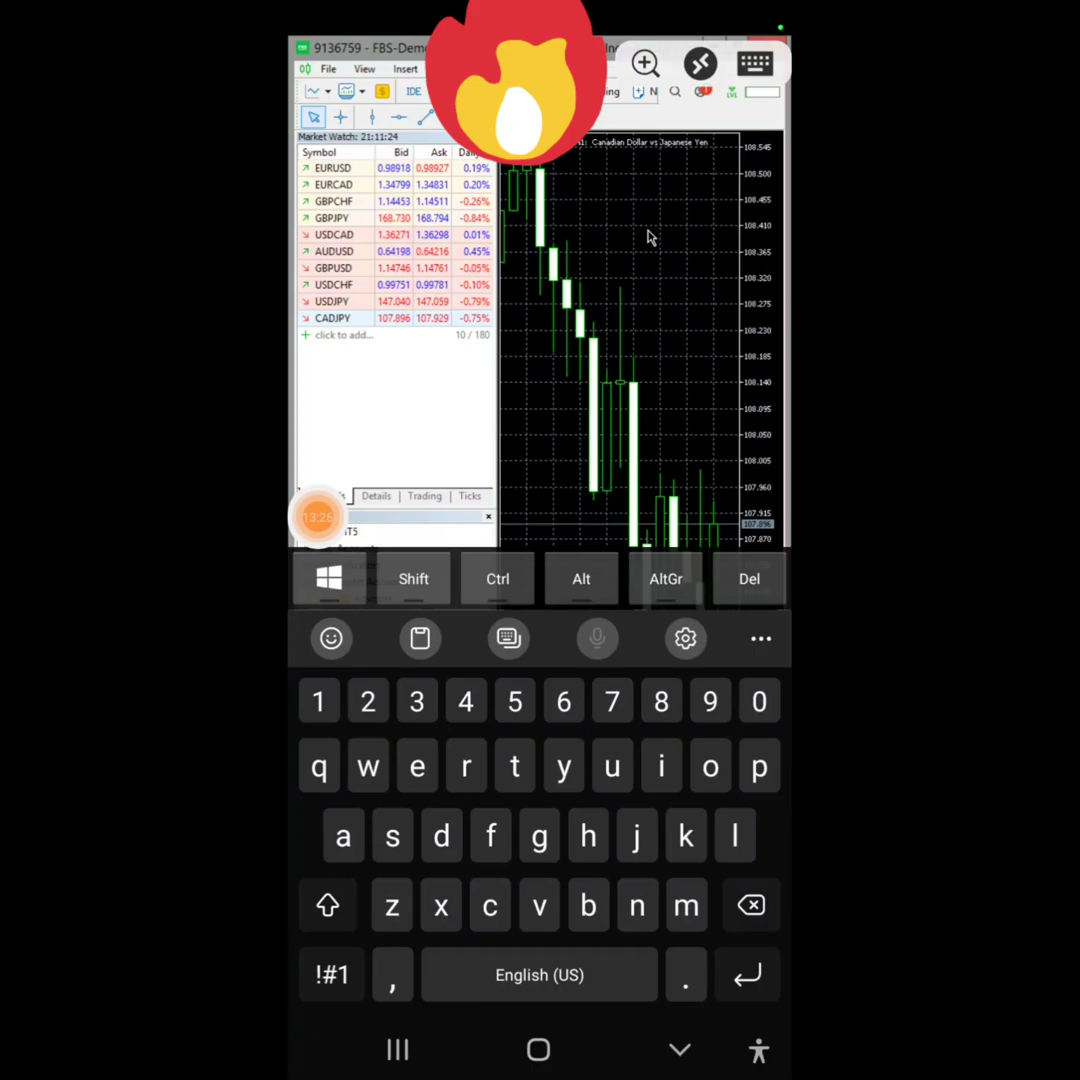 9136759 - FBS-Demo
File View Insert
IDE
ing N
LVL
Market Watch: 21:11:24
Symbol Bid Ask
EURUSD 0.98918 0.98927 0.19%
EURCAD 1.34799 1.34831 0.20%
GBPCHF 1.14453 1.14511 -0.26%
GBPJPY 168.730 168.794 -0.84%
USDCAD 1.36271 1.36298 0.01%
AUDUSD 0.64198 0.64216 0.45%
GBPUSD 1.14746 1.14761 -0.05%
USDCHF 0.99751 0.99781 -0.10%
USDJPY 147.040 147.059 -0.79%
CADJPY 107.896 107.929 -0.75%
click to add... 10 / 180
Details | Trading | Ticks
13:26
Canadian Dollar vs Japanese Yen
108.545
108.500
108.455
108.410
108.365
108.320
108.275
108.230
108.185
108.140
108.095
108.050
108.005
107.960
107.915
107.896
107.870
Shift Ctrl Alt AltGr Del
1 2 3 4 5 6 7 8 9 0
q w e r t y u i o p
a s d f g h j k l
z x c v b n m
!#1 , English (US) .